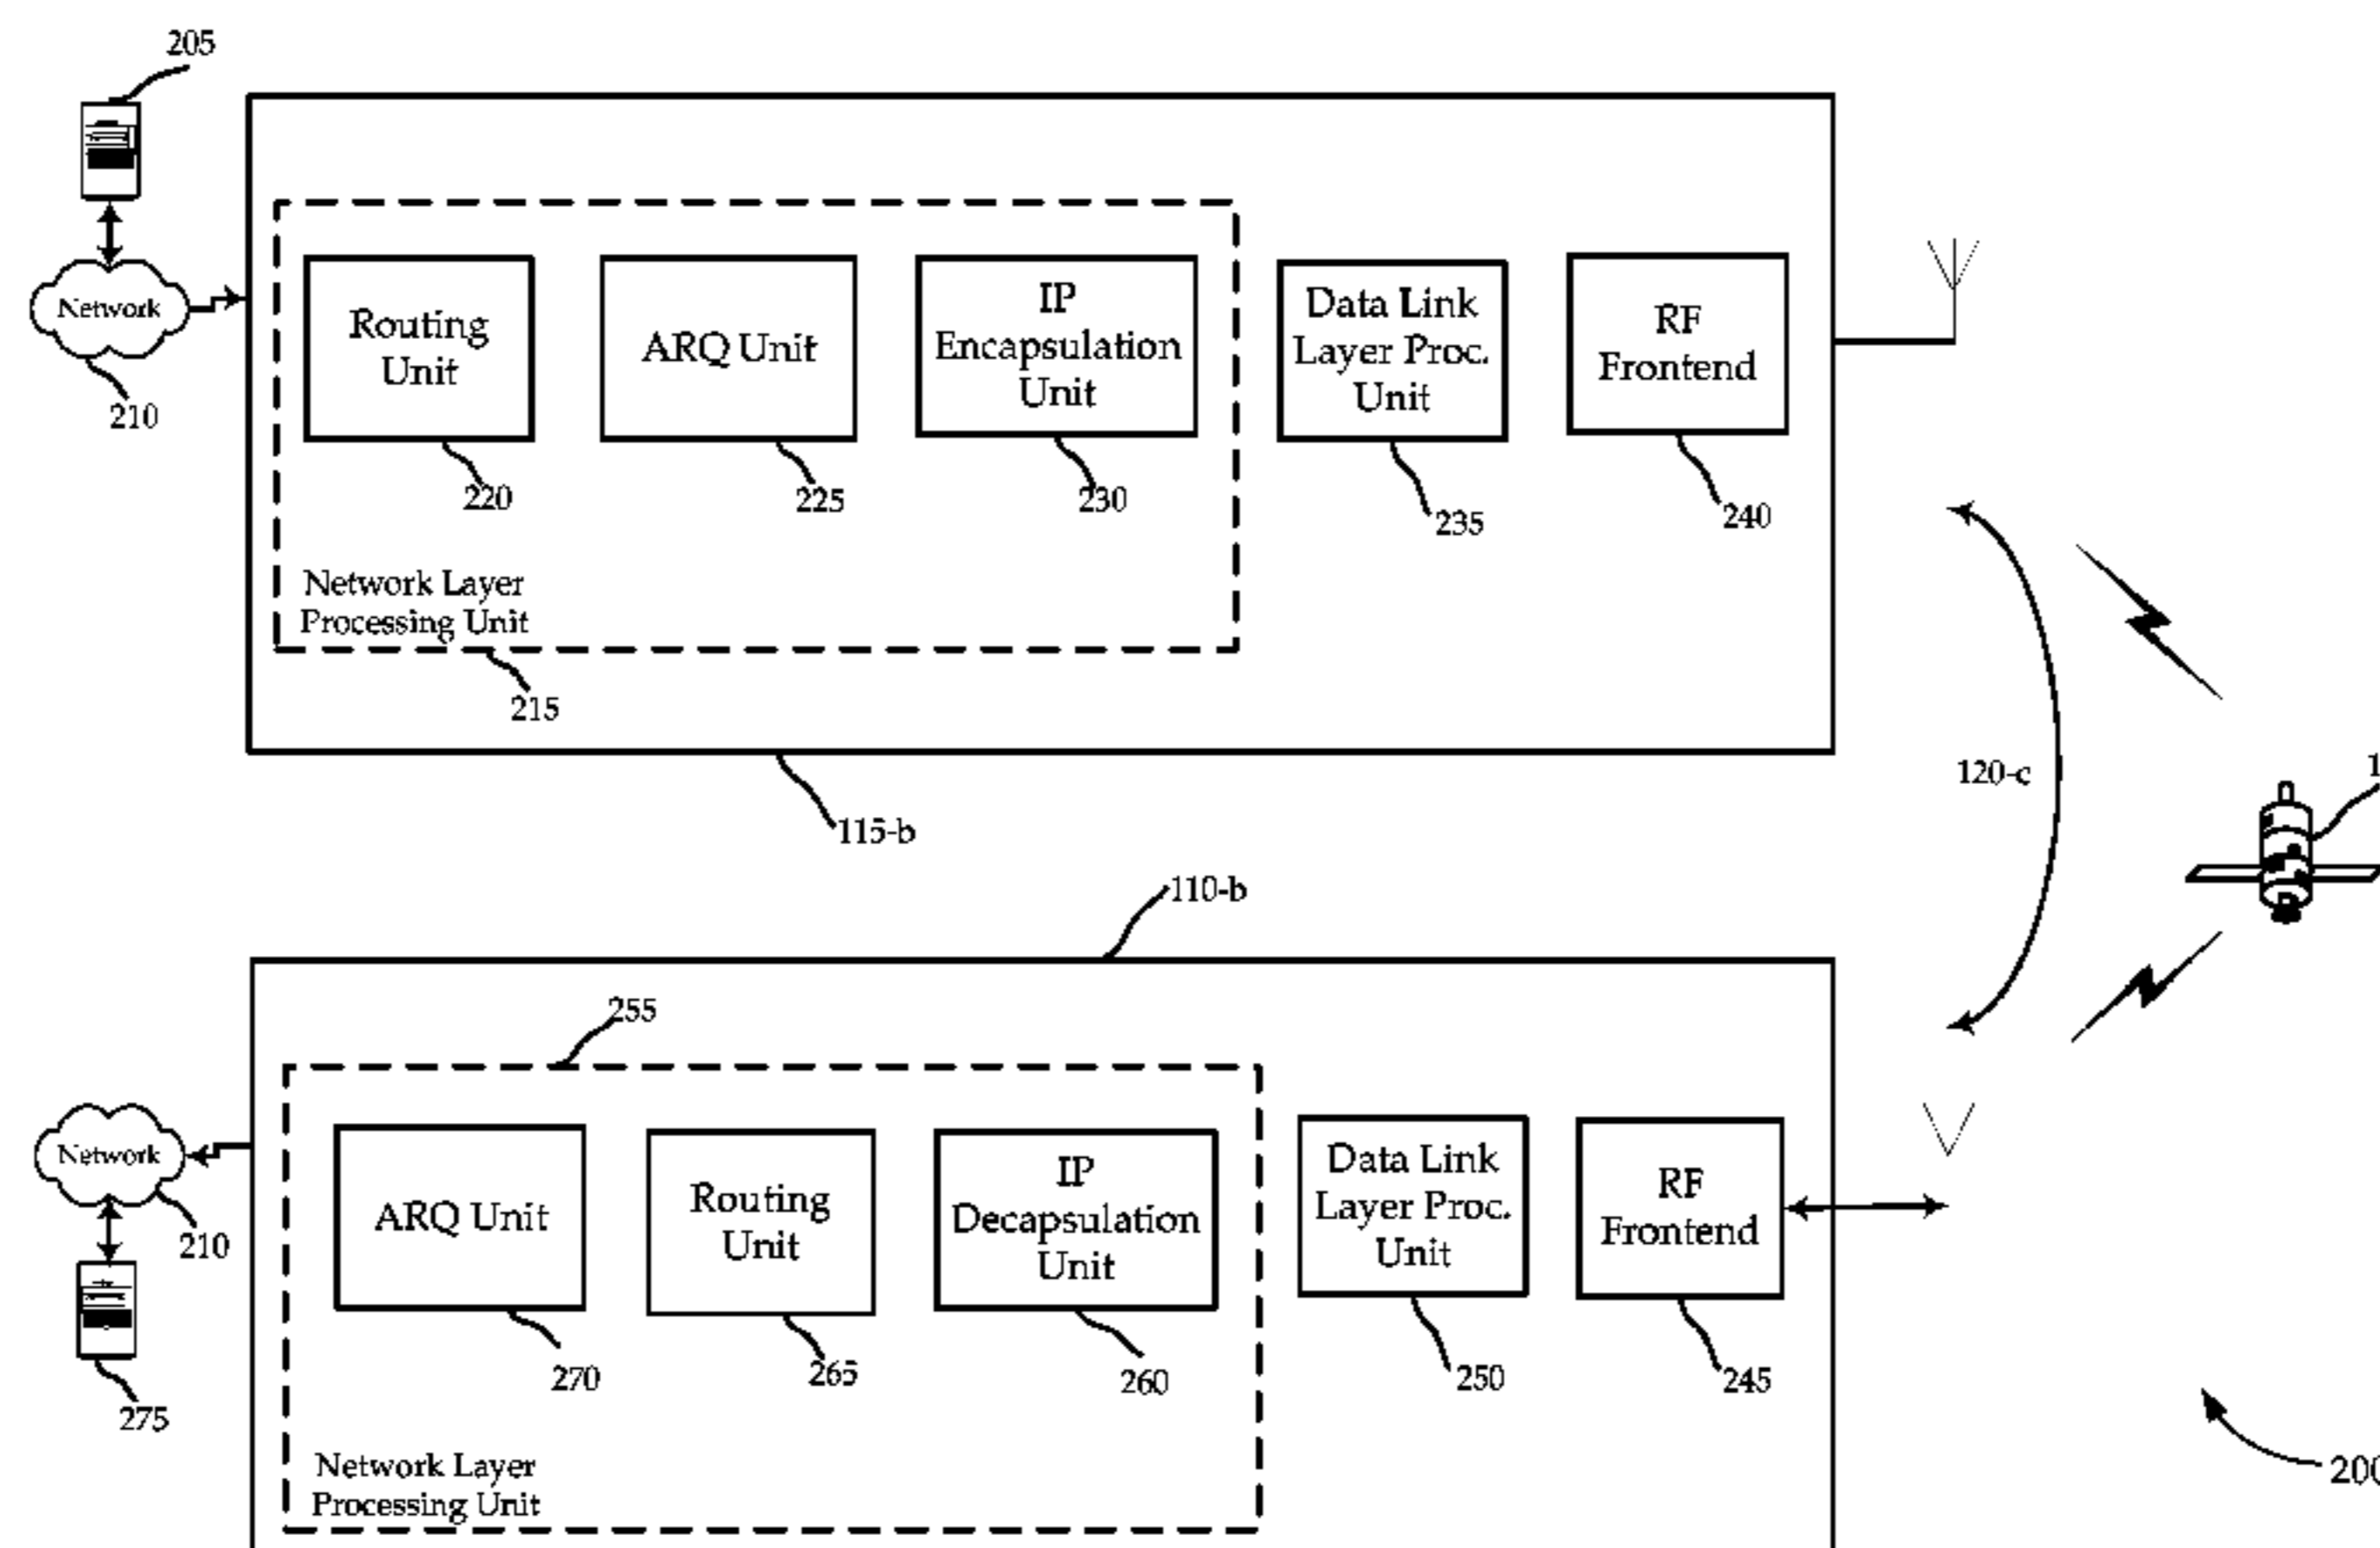 205
Network
210
Routing
Unit
220
ARQ Unit
225
IP
Encapsulation
Unit
230
Data Link
Layer Proc.
Unit
235
RF
Frontend
240
Network Layer
Processing Unit
215
115-b
120-c
110-b
255
Network
210
275
ARQ Unit
270
Routing
Unit
265
IP
Decapsulation
Unit
260
Data Link
Layer Proc.
Unit
250
RF
Frontend
245
Network Layer
Processing Unit
200